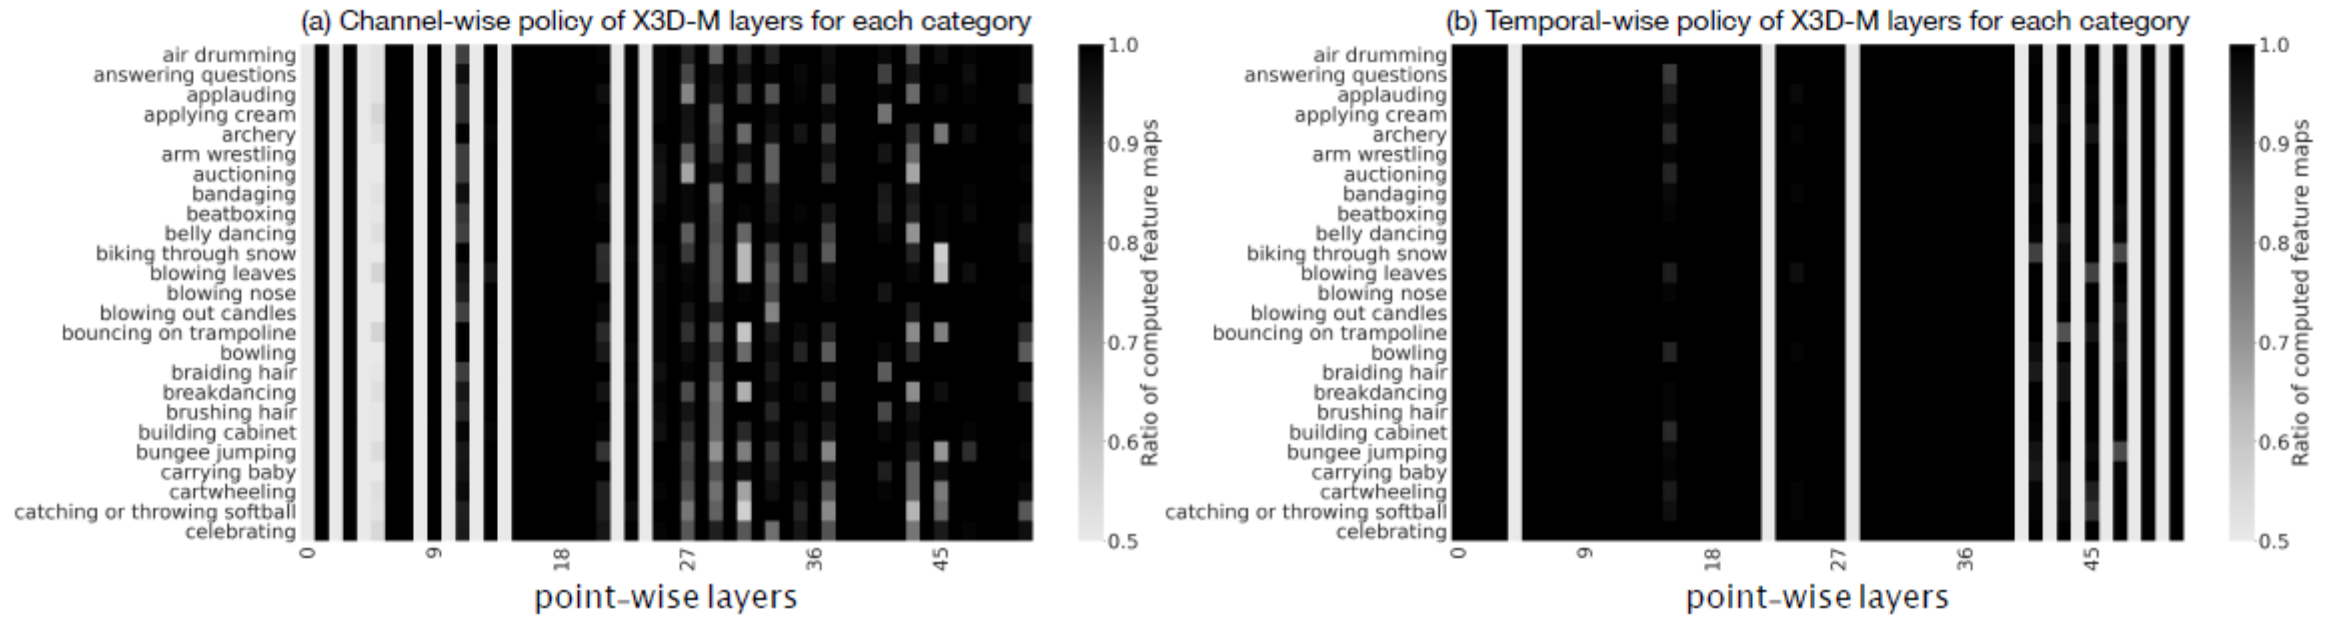 (a) Channel-wise policy of X3D-M layers for each category
air drumming
answering questions
applauding
applying cream
archery
arm wrestling
auctioning
bandaging
beatboxing
belly dancing
biking through snow
blowing leaves
blowing nose
blowing out candles
bouncing on trampoline
bowling
braiding hair
breakdancing
brushing hair
building cabinet
bungee jumping
carrying baby
cartwheeling
catching or throwing softball
celebrating
0 9 18 27 36 45
point-wise layers
1.0
0.9
0.8
0.7
0.6
0.5
Ratio of computed feature maps
(b) Temporal-wise policy of X3D-M layers for each category
air drumming
answering questions
applauding
applying cream
archery
arm wrestling
auctioning
bandaging
beatboxing
belly dancing
biking through snow
blowing leaves
blowing nose
blowing out candles
bouncing on trampoline
bowling
braiding hair
breakdancing
brushing hair
building cabinet
bungee jumping
carrying baby
cartwheeling
catching or throwing softball
celebrating
0 9 18 27 36 45
point-wise layers
1.0
0.9
0.8
0.7
0.6
0.5
Ratio of computed feature maps